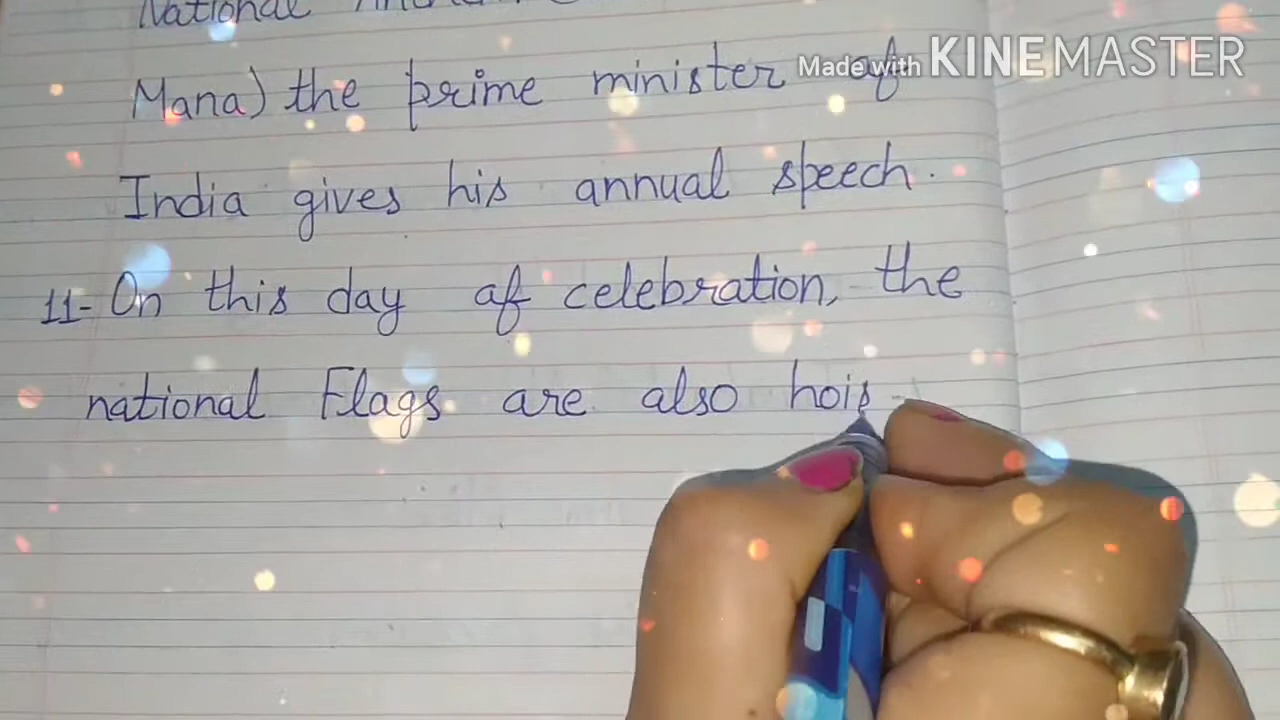 National
Made with KINEMASTER
Mana) the prime minister of
India gives his annual speech.
11- On this day of celebration, the
national Flags are also hois